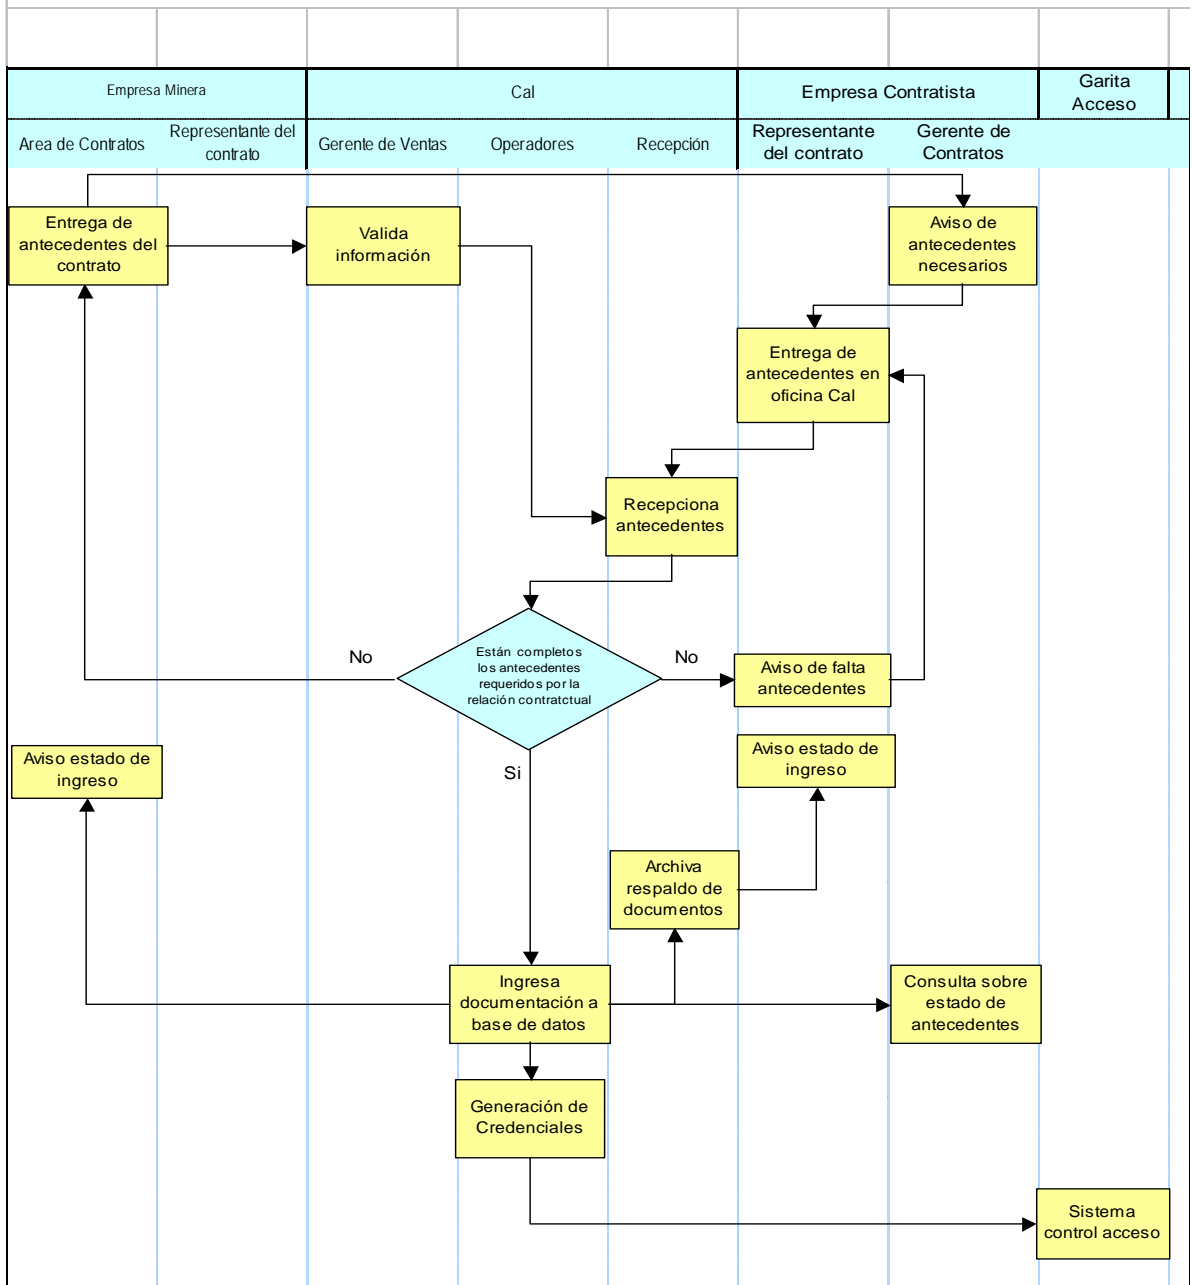 Empresa Minera
Cal
Empresa Contratista
Garita
Acceso
Area de Contratos
Representante del
contrato
Gerente de Ventas
Operadores
Recepción
Representante
del contrato
Gerente de
Contratos
Entrega de
antecedentes del
contrato
Valida
información
Aviso de
antecedentes
necesarios
Entrega de
antecedentes en
oficina Cal
Recepciona
antecedentes
No
Están completos
los antecedentes
requeridos por la
relación contratctual
No
Aviso de falta
antecedentes
Aviso estado de
ingreso
Si
Aviso estado de
ingreso
Archiva
respaldo de
documentos
Ingresa
documentación a
base de datos
Consulta sobre
estado de
antecedentes
Generación de
Credenciales
Sistema
control acceso